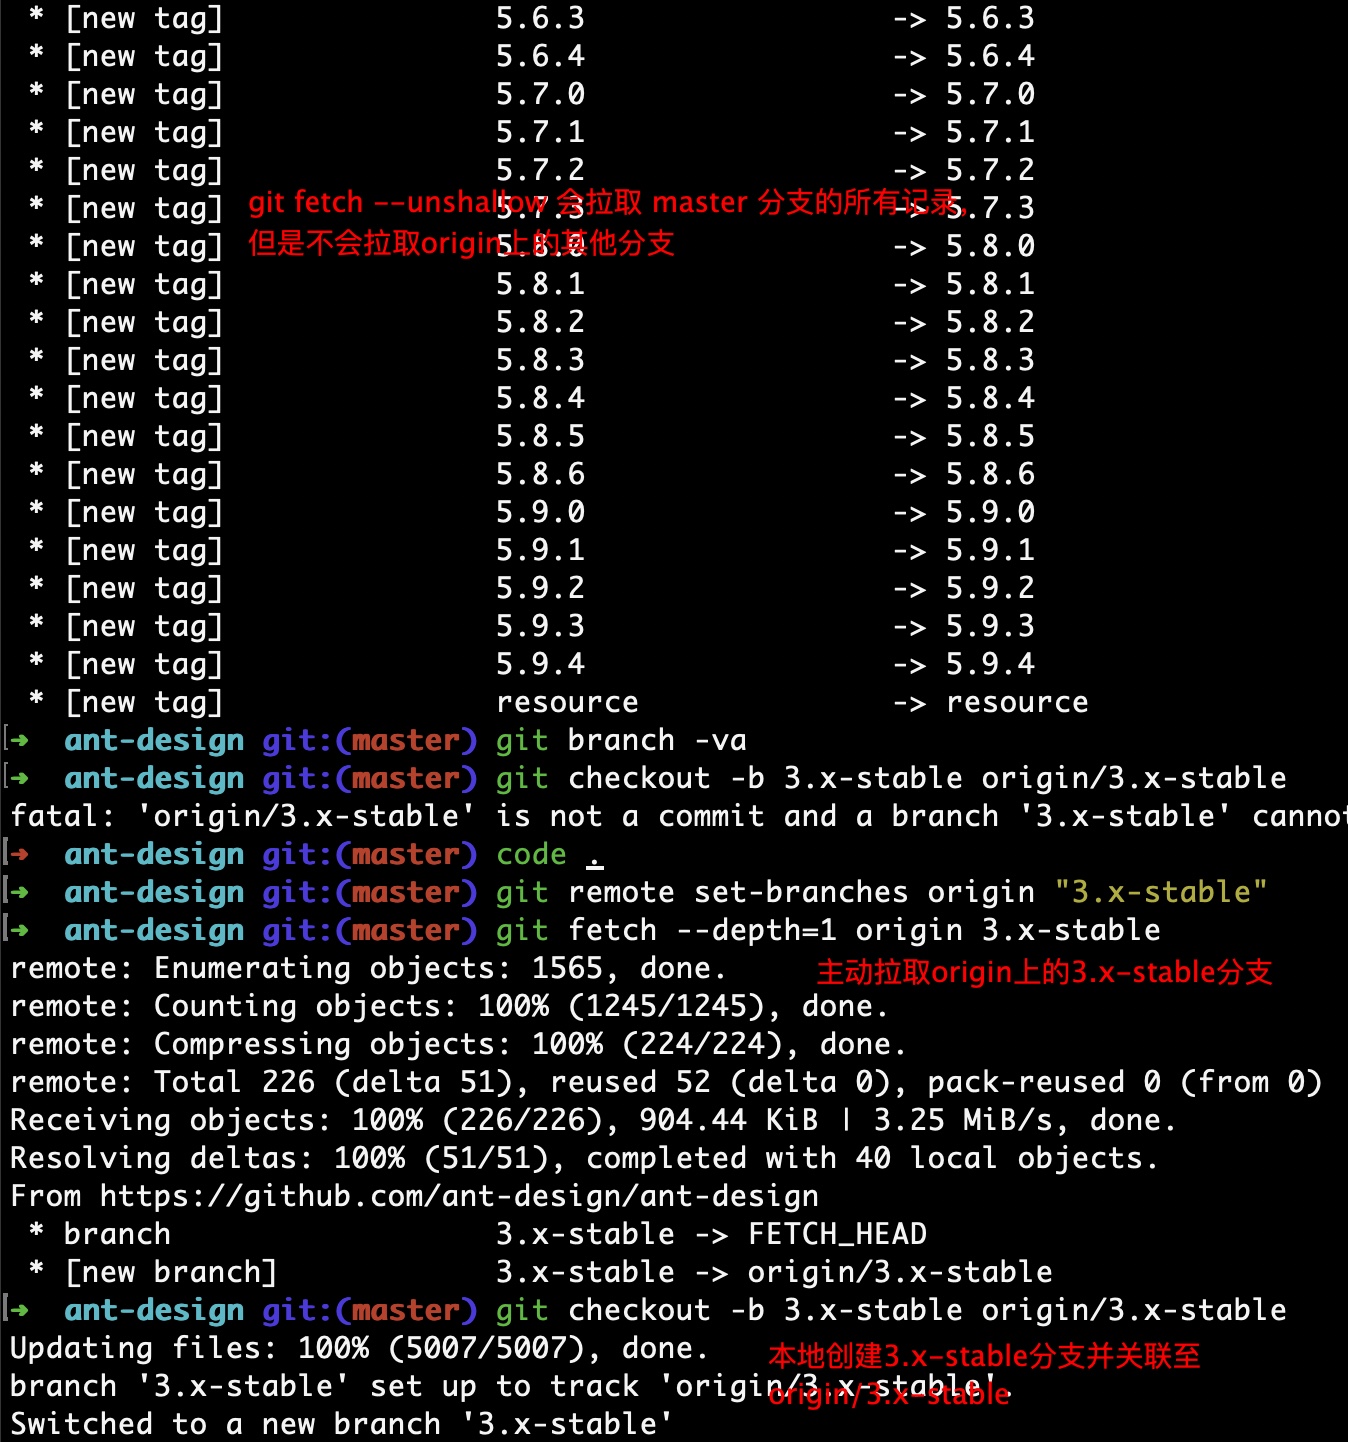 * [new tag] 5.6.3 -> 5.6.3
* [new tag] 5.6.4 -> 5.6.4
* [new tag] 5.7.0 -> 5.7.0
* [new tag] 5.7.1 -> 5.7.1
* [new tag] 5.7.2 -> 5.7.2
git fetch --unshallow 会拉取 master 分支的所有记录，
* [new tag] 5.7.3 -> 5.7.3
但是不会拉取origin上的其他分支
* [new tag] 5.8.0 -> 5.8.0
* [new tag] 5.8.1 -> 5.8.1
* [new tag] 5.8.2 -> 5.8.2
* [new tag] 5.8.3 -> 5.8.3
* [new tag] 5.8.4 -> 5.8.4
* [new tag] 5.8.5 -> 5.8.5
* [new tag] 5.8.6 -> 5.8.6
* [new tag] 5.9.0 -> 5.9.0
* [new tag] 5.9.1 -> 5.9.1
* [new tag] 5.9.2 -> 5.9.2
* [new tag] 5.9.3 -> 5.9.3
* [new tag] 5.9.4 -> 5.9.4
* [new tag] resource -> resource
[➜ ant-design git:(master) git branch -va
[➜ ant-design git:(master) git checkout -b 3.x-stable origin/3.x-stable
fatal: 'origin/3.x-stable' is not a commit and a branch '3.x-stable' cannot
[➜ ant-design git:(master) code .
[➜ ant-design git:(master) git remote set-branches origin "3.x-stable"
[➜ ant-design git:(master) git fetch --depth=1 origin 3.x-stable
remote: Enumerating objects: 1565, done.
主动拉取origin上的3.x-stable分支
remote: Counting objects: 100% (1245/1245), done.
remote: Compressing objects: 100% (224/224), done.
remote: Total 226 (delta 51), reused 52 (delta 0), pack-reused 0 (from 0)
Receiving objects: 100% (226/226), 904.44 KiB | 3.25 MiB/s, done.
Resolving deltas: 100% (51/51), completed with 40 local objects.
From https://github.com/ant-design/ant-design
* branch 3.x-stable -> FETCH_HEAD
* [new branch] 3.x-stable -> origin/3.x-stable
[➜ ant-design git:(master) git checkout -b 3.x-stable origin/3.x-stable
Updating files: 100% (5007/5007), done.
本地创建3.x-stable分支并关联至
branch '3.x-stable' set up to track 'origin/3.x-stable'.
origin/3.x-stable
Switched to a new branch '3.x-stable'